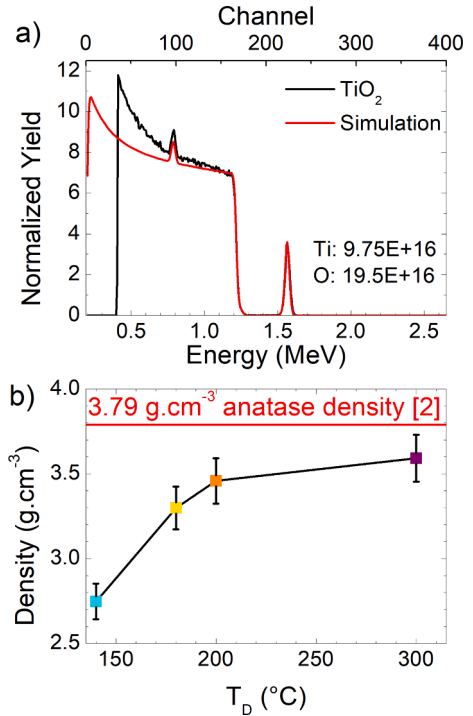 a)
Channel
0 100 200 300 400
12
10
8
6
4
2
0
Normalized Yield
TiO₂
Simulation
Ti: 9.75E+16
O: 19.5E+16
0.5 1.0 1.5 2.0 2.5
Energy (MeV)
b)
4.0
3.5
3.0
2.5
Density (g.cm⁻³)
3.79 g.cm⁻³ anatase density [2]
150 200 250 300
T_D (°C)